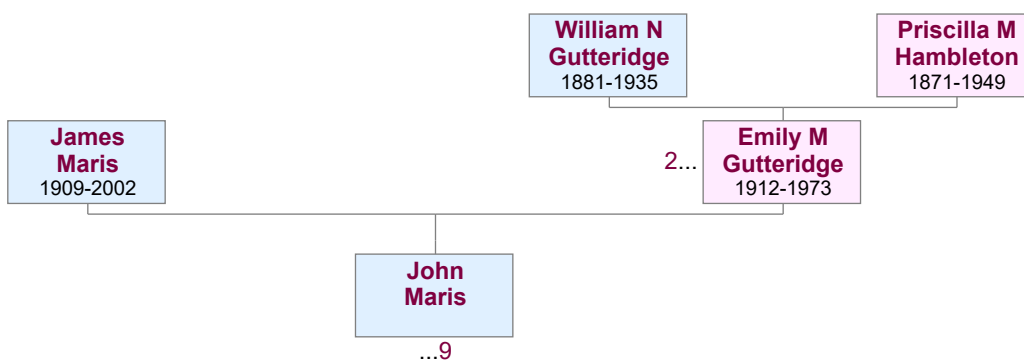 William N
Gutteridge
1881-1935
Priscilla M
Hambleton
1871-1949
James
Maris
1909-2002
2...
Emily M
Gutteridge
1912-1973
John
Maris
...9